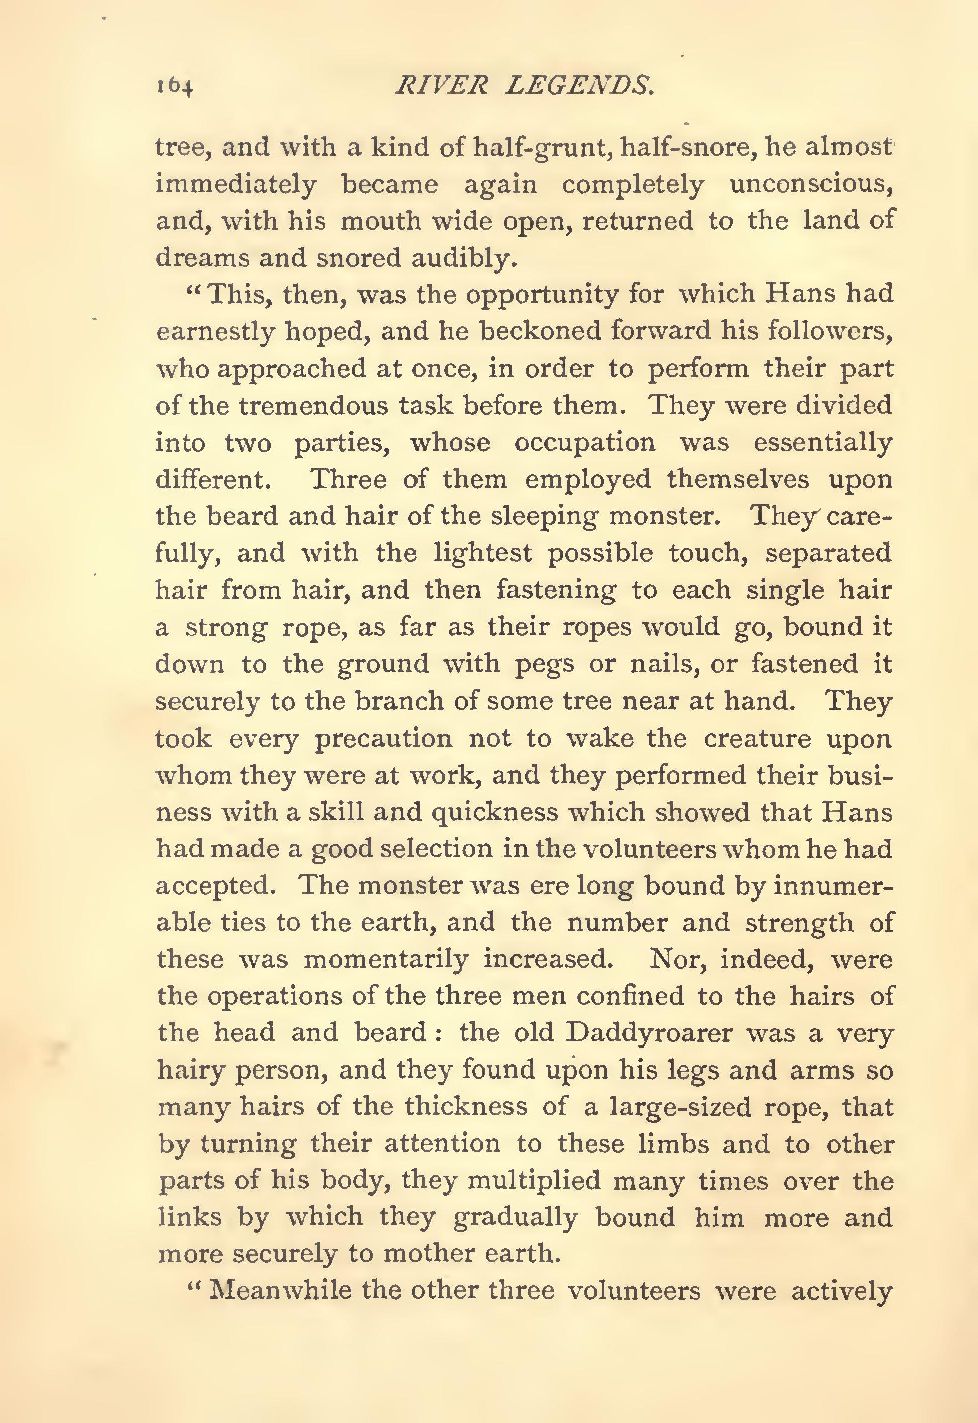 164 RIVER LEGENDS.
tree, and with a kind of half-grunt, half-snore, he almost
immediately became again completely unconscious,
and, with his mouth wide open, returned to the land of
dreams and snored audibly.
“This, then, was the opportunity for which Hans had
earnestly hoped, and he beckoned forward his followers,
who approached at once, in order to perform their part
of the tremendous task before them. They were divided
into two parties, whose occupation was essentially
different. Three of them employed themselves upon
the beard and hair of the sleeping monster. They care-
fully, and with the lightest possible touch, separated
hair from hair, and then fastening to each single hair
a strong rope, as far as their ropes would go, bound it
down to the ground with pegs or nails, or fastened it
securely to the branch of some tree near at hand. They
took every precaution not to wake the creature upon
whom they were at work, and they performed their busi-
ness with a skill and quickness which showed that Hans
had made a good selection in the volunteers whom he had
accepted. The monster was ere long bound by innumer-
able ties to the earth, and the number and strength of
these was momentarily increased. Nor, indeed, were
the operations of the three men confined to the hairs of
the head and beard : the old Daddyroarer was a very
hairy person, and they found upon his legs and arms so
many hairs of the thickness of a large-sized rope, that
by turning their attention to these limbs and to other
parts of his body, they multiplied many times over the
links by which they gradually bound him more and
more securely to mother earth.
“Meanwhile the other three volunteers were actively